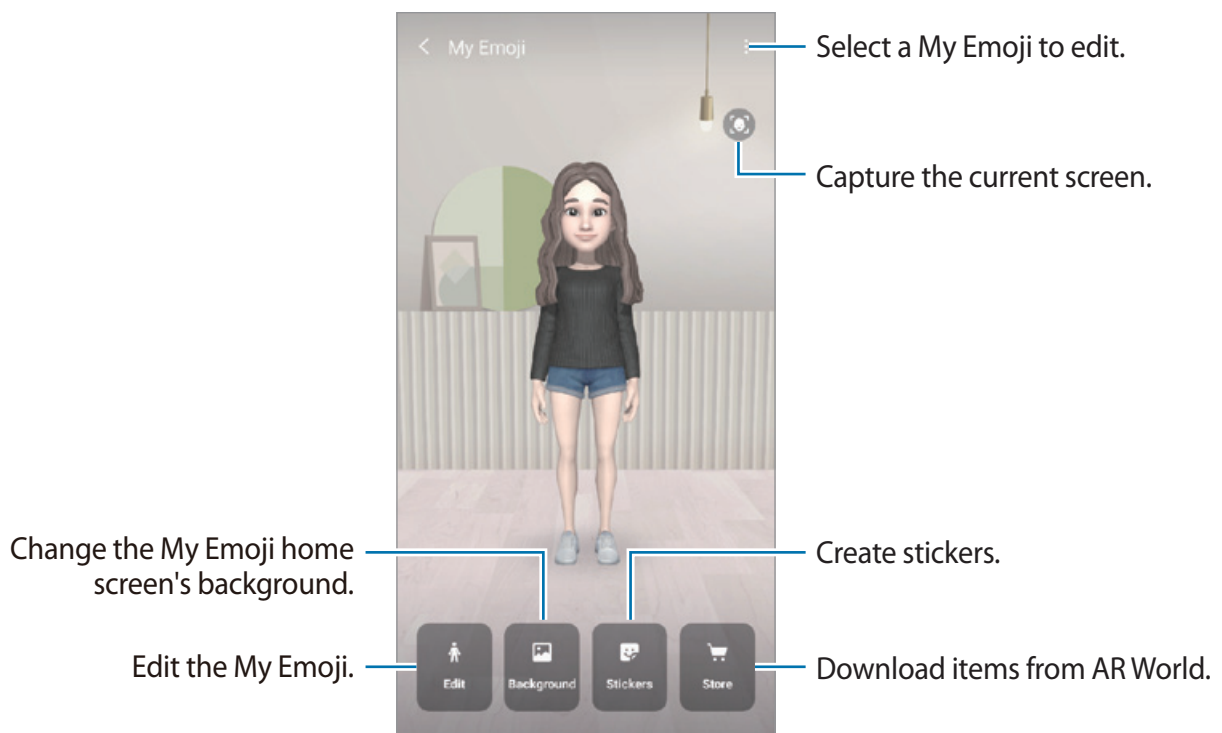 My Emoji
Select a My Emoji to edit.
Capture the current screen.
Change the My Emoji home
screen's background.
Create stickers.
Edit the My Emoji.
Download items from AR World.
Edit
Background
Stickers
Store